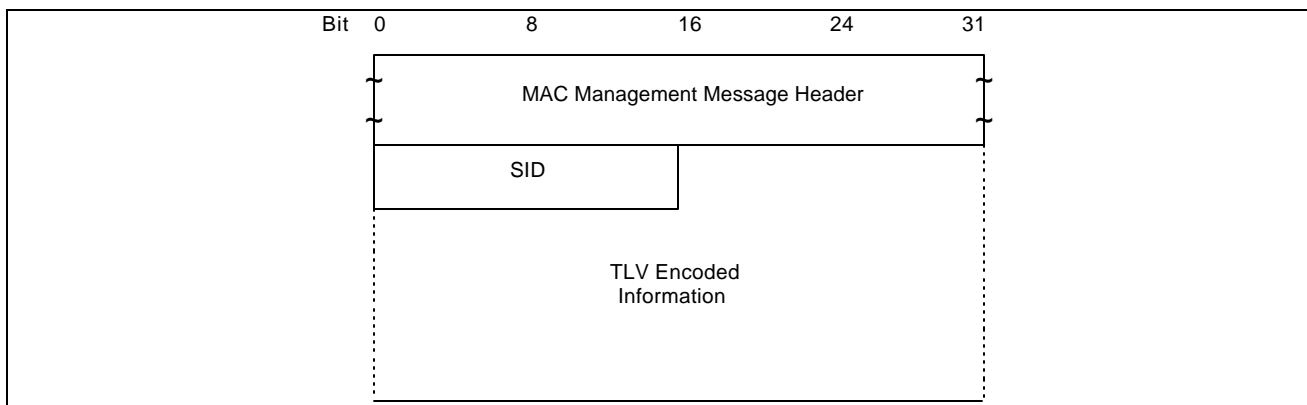 Bit 0 8 16 24 31
MAC Management Message Header
SID
TLV Encoded
Information